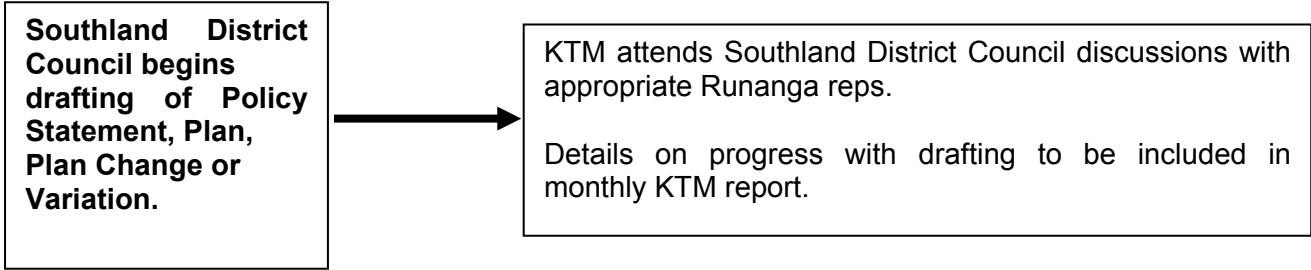 Southland District
Council begins
drafting of Policy
Statement, Plan,
Plan Change or
Variation.
KTM attends Southland District Council discussions with
appropriate Runanga reps.
Details on progress with drafting to be included in
monthly KTM report.